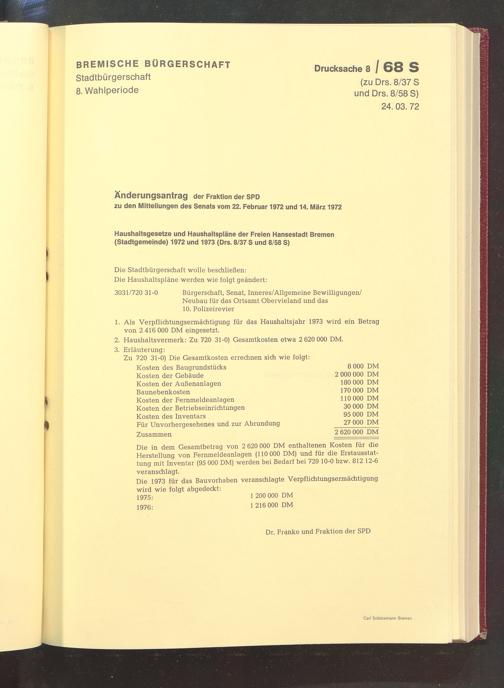 BREMISCHE BÜRGERSCHAFT
Stadtbürgerschaft
8. Wahlperiode
Drucksache 8 / 68 S
(zu Drs. 8/37 S
und Drs. 8/58 S)
24. 03. 72
Änderungsantrag der Fraktion der SPD
zu den Mitteilungen des Senats vom 22. Februar 1972 und 14. März 1972
Haushaltsgesetze und Haushaltspläne der Freien Hansestadt Bremen
(Stadtgemeinde) 1972 und 1973 (Drs. 8/37 S und 8/58 S)
Die Stadtbürgerschaft wolle beschließen:
Die Haushaltspläne werden wie folgt geändert:
3031/720 31-0 Bürgerschaft, Senat, Inneres/Allgemeine Bewilligungen/
Neubau für das Ortsamt Obervieland und das
10. Polizeirevier
1. Als Verpflichtungsermächtigung für das Haushaltsjahr 1973 wird ein Betrag
von 2 416 000 DM eingesetzt.
2. Haushaltsvermerk: Zu 720 31-0) Gesamtkosten etwa 2 620 000 DM.
3. Erläuterung:
Zu 720 31-0) Die Gesamtkosten errechnen sich wie folgt:
Kosten des Baugrundstücks 8 000 DM
Kosten der Gebäude 2 000 000 DM
Kosten der Außenanlagen 180 000 DM
Baunebenkosten 170 000 DM
Kosten der Fernmeldeanlagen 110 000 DM
Kosten der Betriebseinrichtungen 30 000 DM
Kosten des Inventars 95 000 DM
Für Unvorhergesehenes und zur Abrundung 27 000 DM
Zusammen 2 620 000 DM
Die in dem Gesamtbetrag von 2 620 000 DM enthaltenen Kosten für die
Herstellung von Fernmeldeanlagen (110 000 DM) und für die Erstausstat-
tung mit Inventar (95 000 DM) werden bei Bedarf bei 729 10-0 bzw. 812 12-6
veranschlagt.
Die 1973 für das Bauvorhaben veranschlagte Verpflichtungsermächtigung
wird wie folgt abgedeckt:
1975: 1 200 000 DM
1976: 1 216 000 DM
Dr. Franke und Fraktion der SPD
Carl Schünemann Bremen